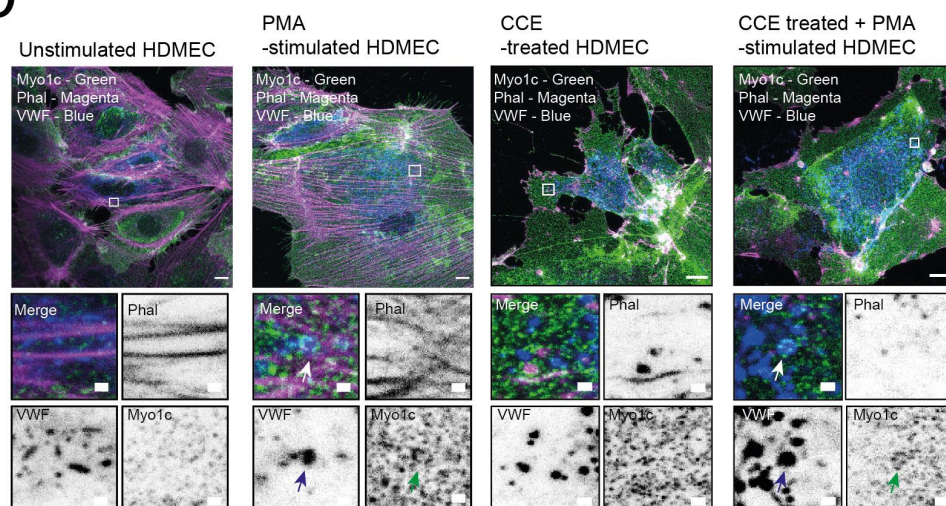 Unstimulated HDMEC
PMA
-stimulated HDMEC
CCE
-treated HDMEC
CCE treated + PMA
-stimulated HDMEC
Myo1c - Green
Phal - Magenta
VWF - Blue
Myo1c - Green
Phal - Magenta
VWF - Blue
Myo1c - Green
Phal - Magenta
VWF - Blue
Myo1c - Green
Phal - Magenta
VWF - Blue
Merge
Phal
Merge
Phal
Merge
Phal
Merge
Phal
VWF
Myo1c
VWF
Myo1c
VWF
Myo1c
VWF
Myo1c